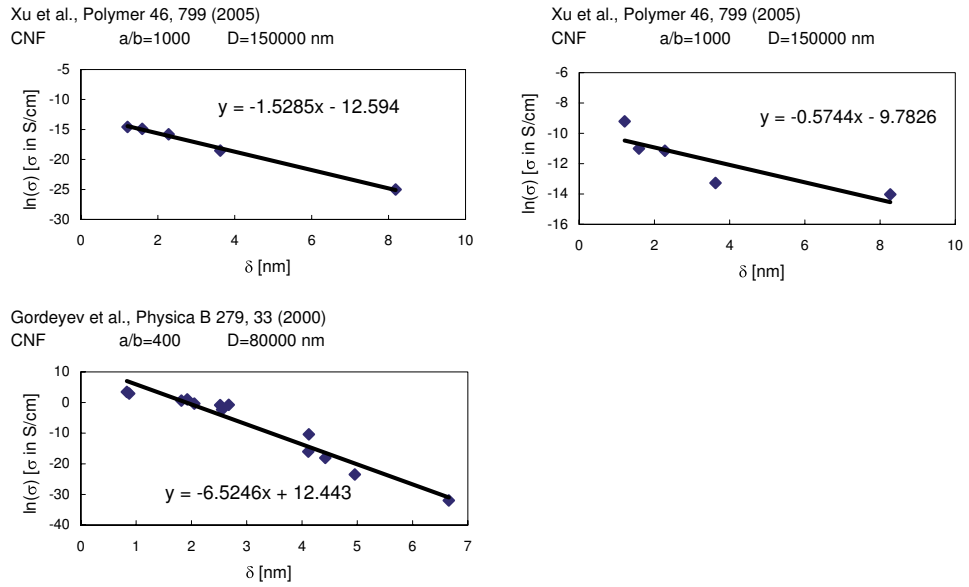 Xu et al., Polymer 46, 799 (2005)
CNF a/b=1000 D=150000 nm
-5
-10
-15
-20
-25
-30
ln(σ) [σ in S/cm]
y = -1.5285x - 12.594
0 2 4 6 8 10
δ [nm]
Xu et al., Polymer 46, 799 (2005)
CNF a/b=1000 D=150000 nm
-6
-8
-10
-12
-14
-16
ln(σ) [σ in S/cm]
y = -0.5744x - 9.7826
0 2 4 6 8 10
δ [nm]
Gordeyev et al., Physica B 279, 33 (2000)
CNF a/b=400 D=80000 nm
10
0
-10
-20
-30
-40
ln(σ) [σ in S/cm]
y = -6.5246x + 12.443
0 1 2 3 4 5 6 7
δ [nm]